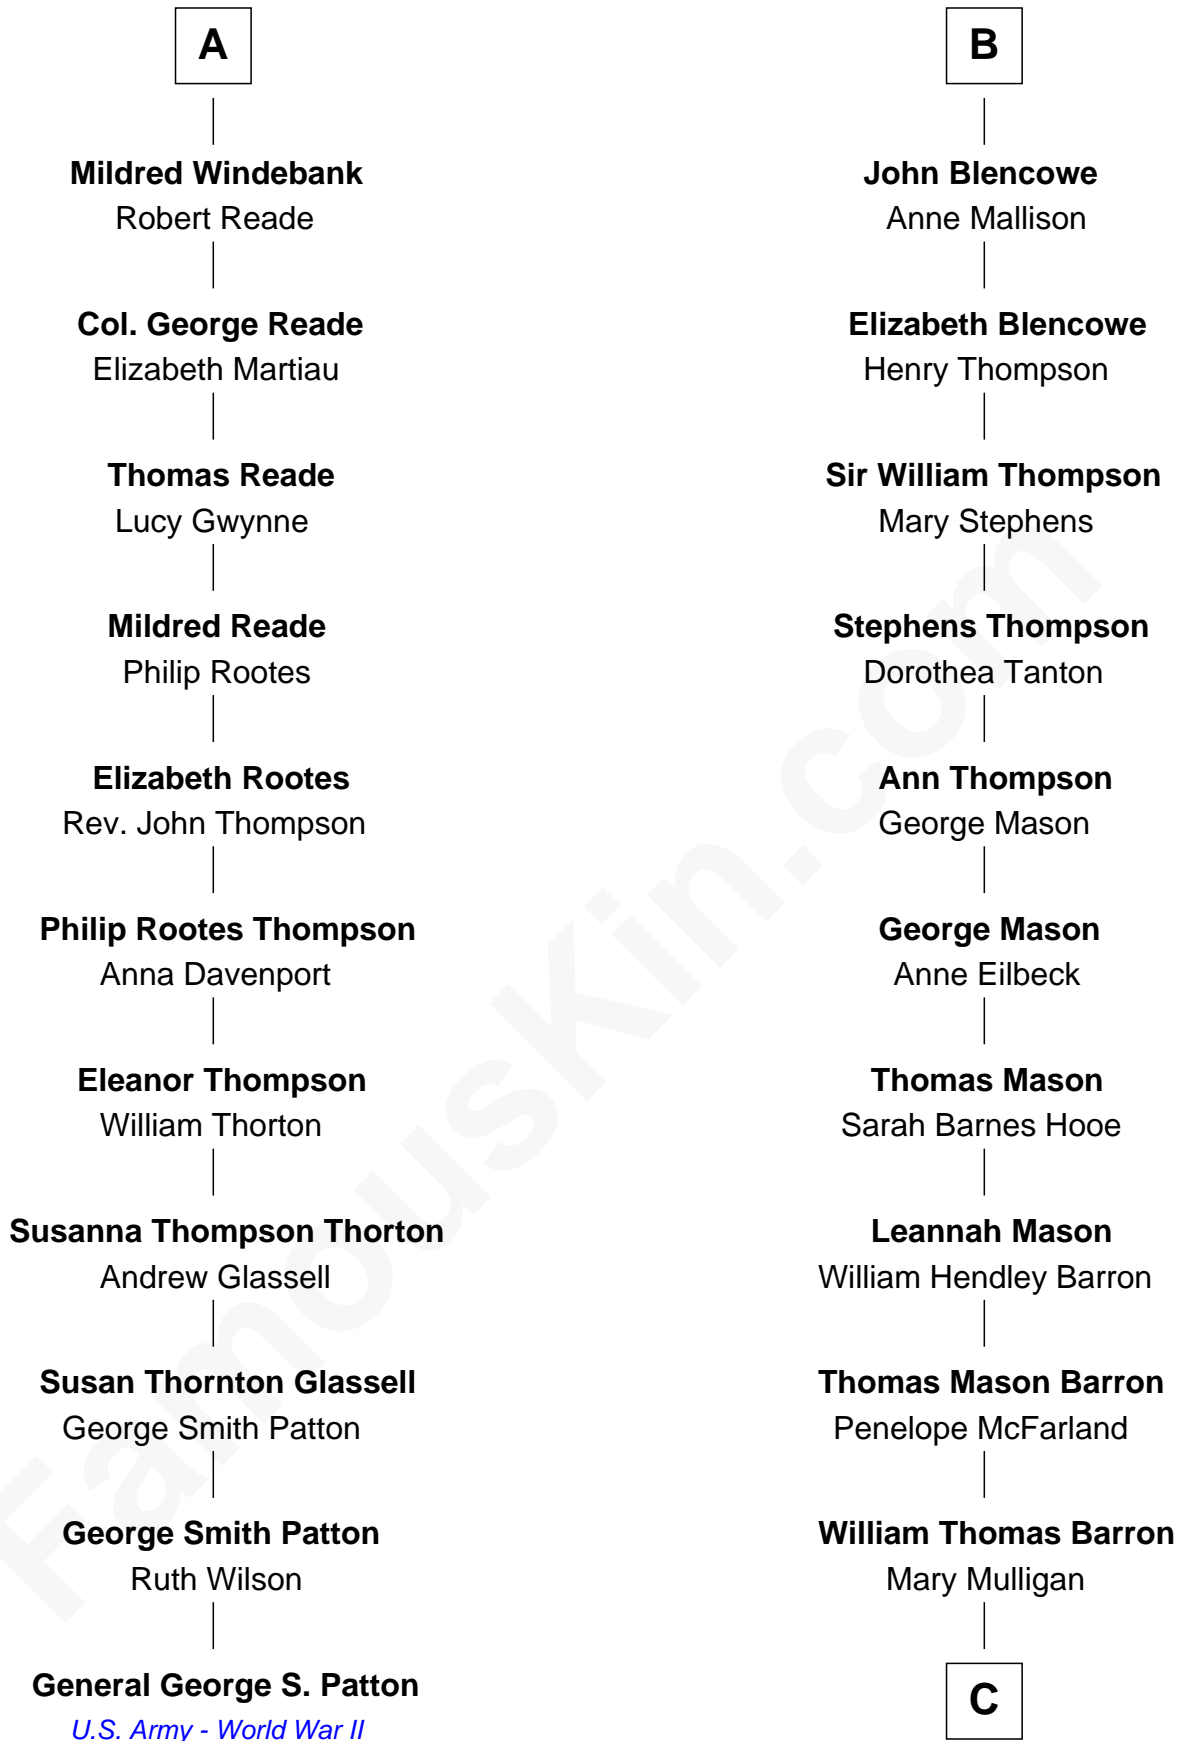 A
Mildred Windebank
Robert Reade
Col. George Reade
Elizabeth Martiau
Thomas Reade
Lucy Gwynne
Mildred Reade
Philip Rootes
Elizabeth Rootes
Rev. John Thompson
Philip Rootes Thompson
Anna Davenport
Eleanor Thompson
William Thorton
Susanna Thompson Thorton
Andrew Glassell
Susan Thornton Glassell
George Smith Patton
George Smith Patton
Ruth Wilson
General George S. Patton
U.S. Army - World War II
B
John Blencowe
Anne Mallison
Elizabeth Blencowe
Henry Thompson
Sir William Thompson
Mary Stephens
Stephens Thompson
Dorothea Tanton
Ann Thompson
George Mason
George Mason
Anne Eilbeck
Thomas Mason
Sarah Barnes Hooe
Leannah Mason
William Hendley Barron
Thomas Mason Barron
Penelope McFarland
William Thomas Barron
Mary Mulligan
C
FamousKin.com